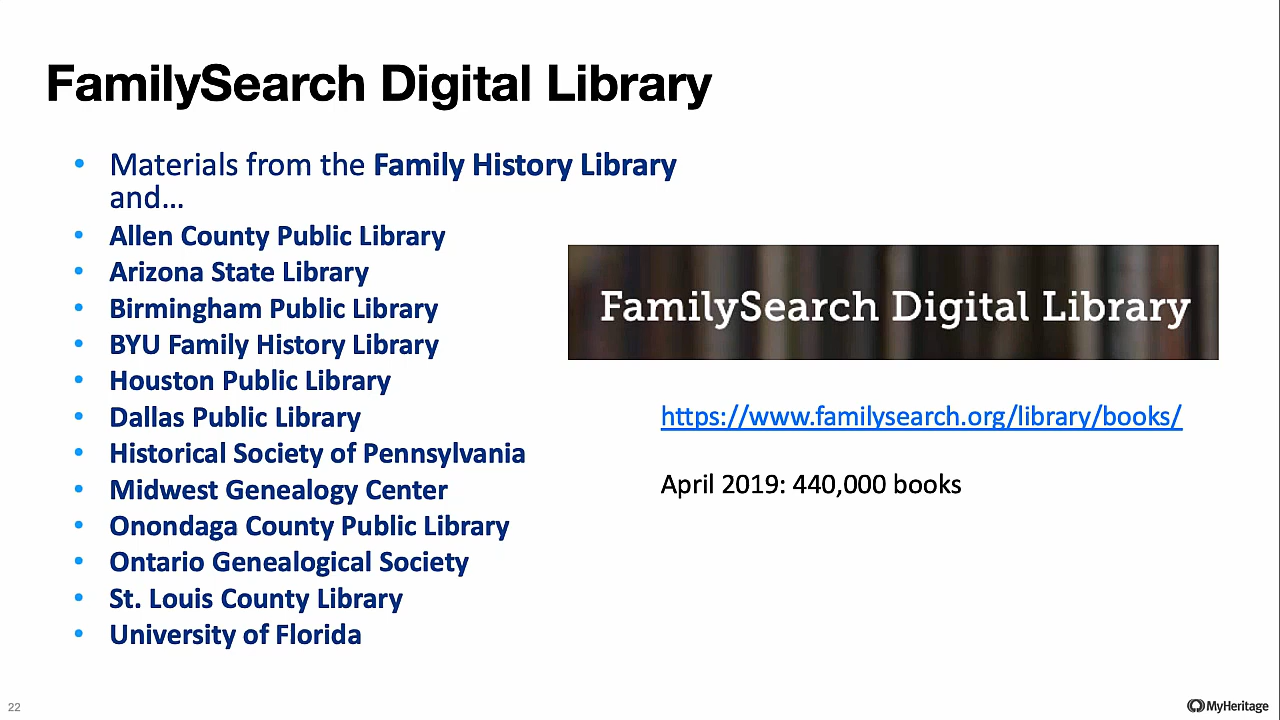 FamilySearch Digital Library
• Materials from the Family History Library
and...
• Allen County Public Library
• Arizona State Library
• Birmingham Public Library
• BYU Family History Library
• Houston Public Library
• Dallas Public Library
• Historical Society of Pennsylvania
• Midwest Genealogy Center
• Onondaga County Public Library
• Ontario Genealogical Society
• St. Louis County Library
• University of Florida
FamilySearch Digital Library
https://www.familysearch.org/library/books/
April 2019: 440,000 books
22
MyHeritage